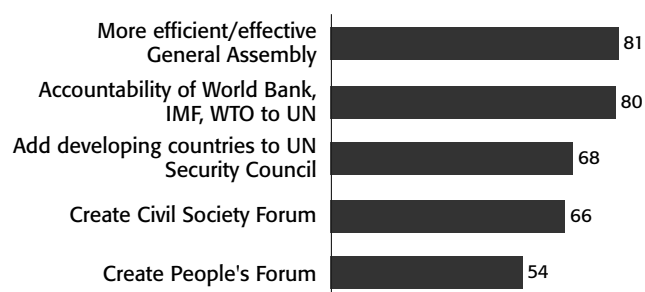 More efficient/effective
General Assembly
81
Accountability of World Bank,
IMF, WTO to UN
80
Add developing countries to UN
Security Council
68
Create Civil Society Forum
66
Create People's Forum
54